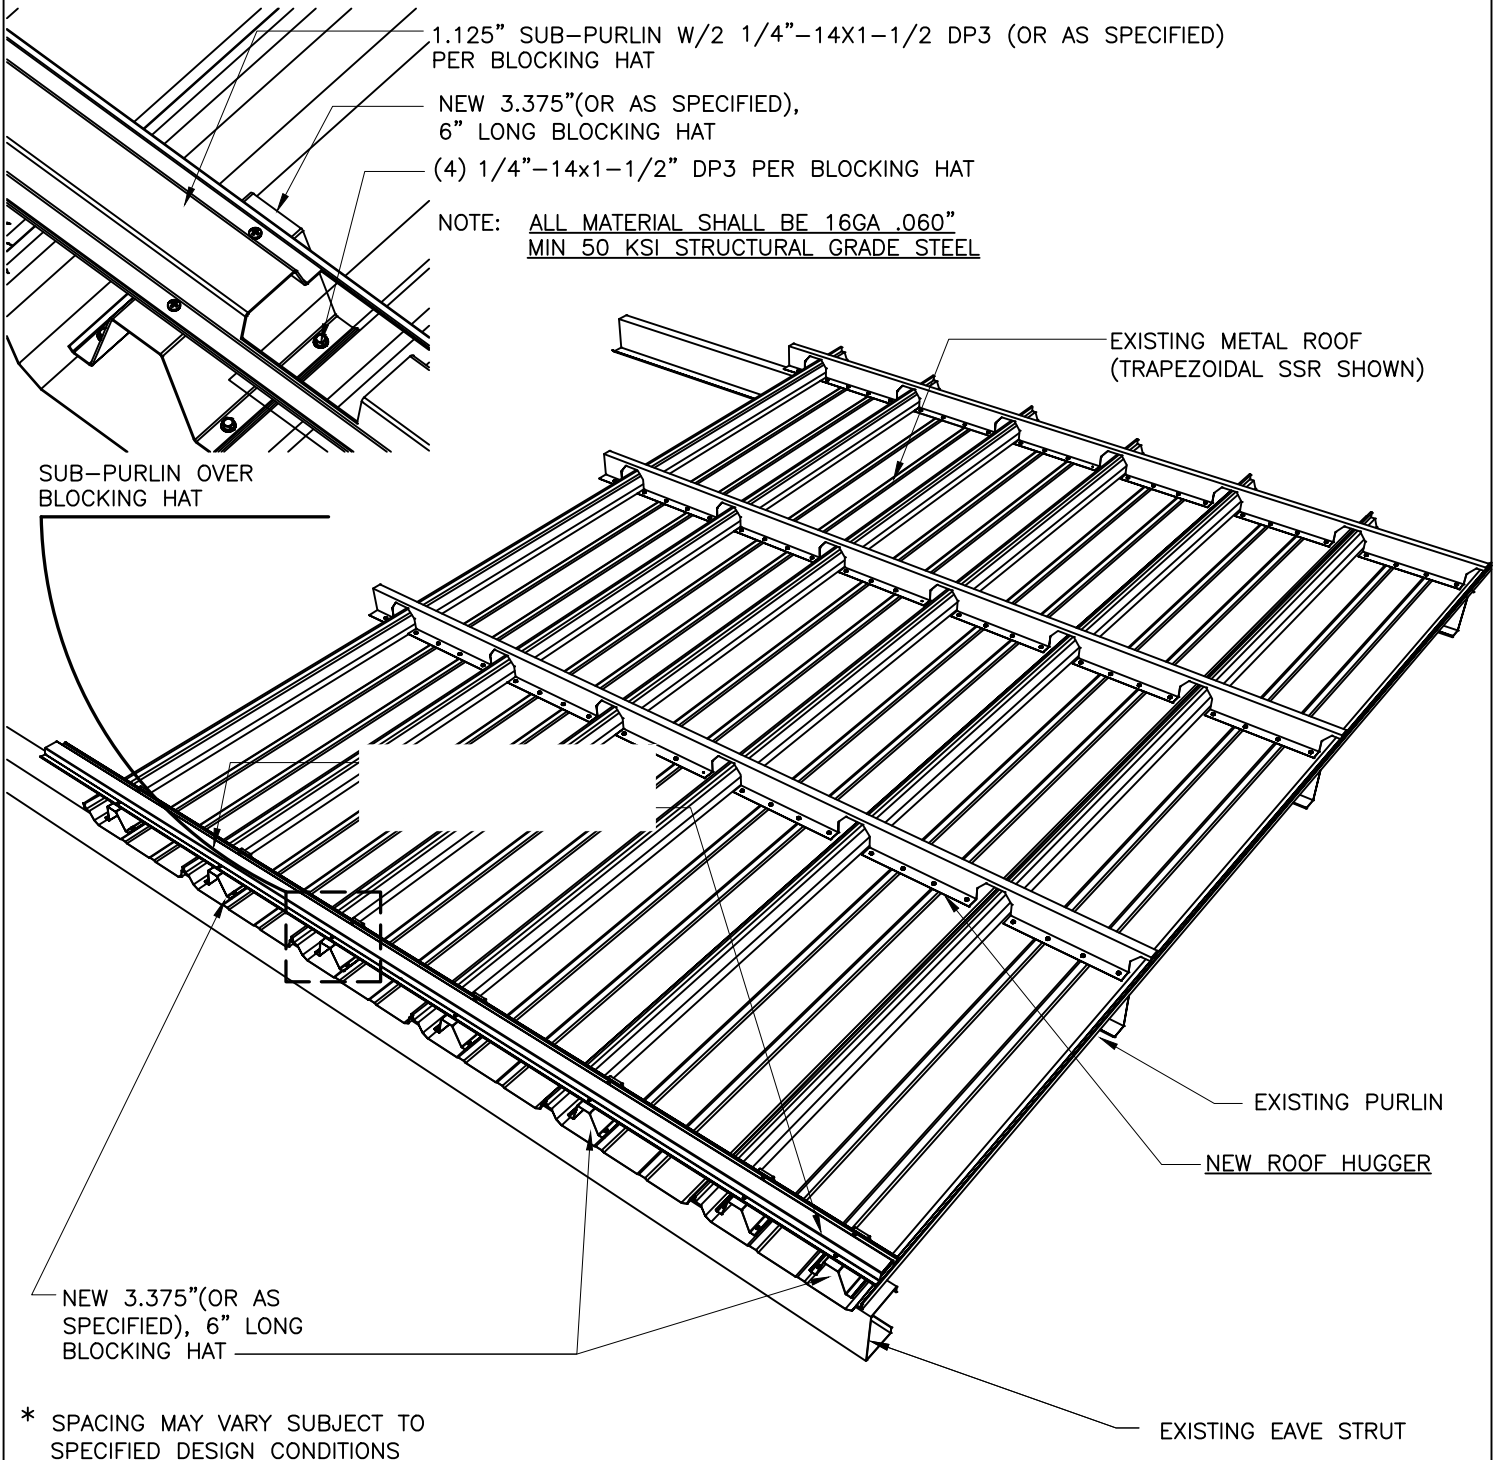 1.125” SUB–PURLIN W/2 1/4”–14X1–1/2 DP3 (OR AS SPECIFIED)
PER BLOCKING HAT
NEW 3.375”(OR AS SPECIFIED),
6” LONG BLOCKING HAT
(4) 1/4”–14x1–1/2” DP3 PER BLOCKING HAT
NOTE: ALL MATERIAL SHALL BE 16GA .060”
MIN 50 KSI STRUCTURAL GRADE STEEL
EXISTING METAL ROOF
(TRAPEZOIDAL SSR SHOWN)
SUB–PURLIN OVER
BLOCKING HAT
EXISTING PURLIN
NEW ROOF HUGGER
NEW 3.375”(OR AS
SPECIFIED), 6” LONG
BLOCKING HAT
* SPACING MAY VARY SUBJECT TO
SPECIFIED DESIGN CONDITIONS
EXISTING EAVE STRUT